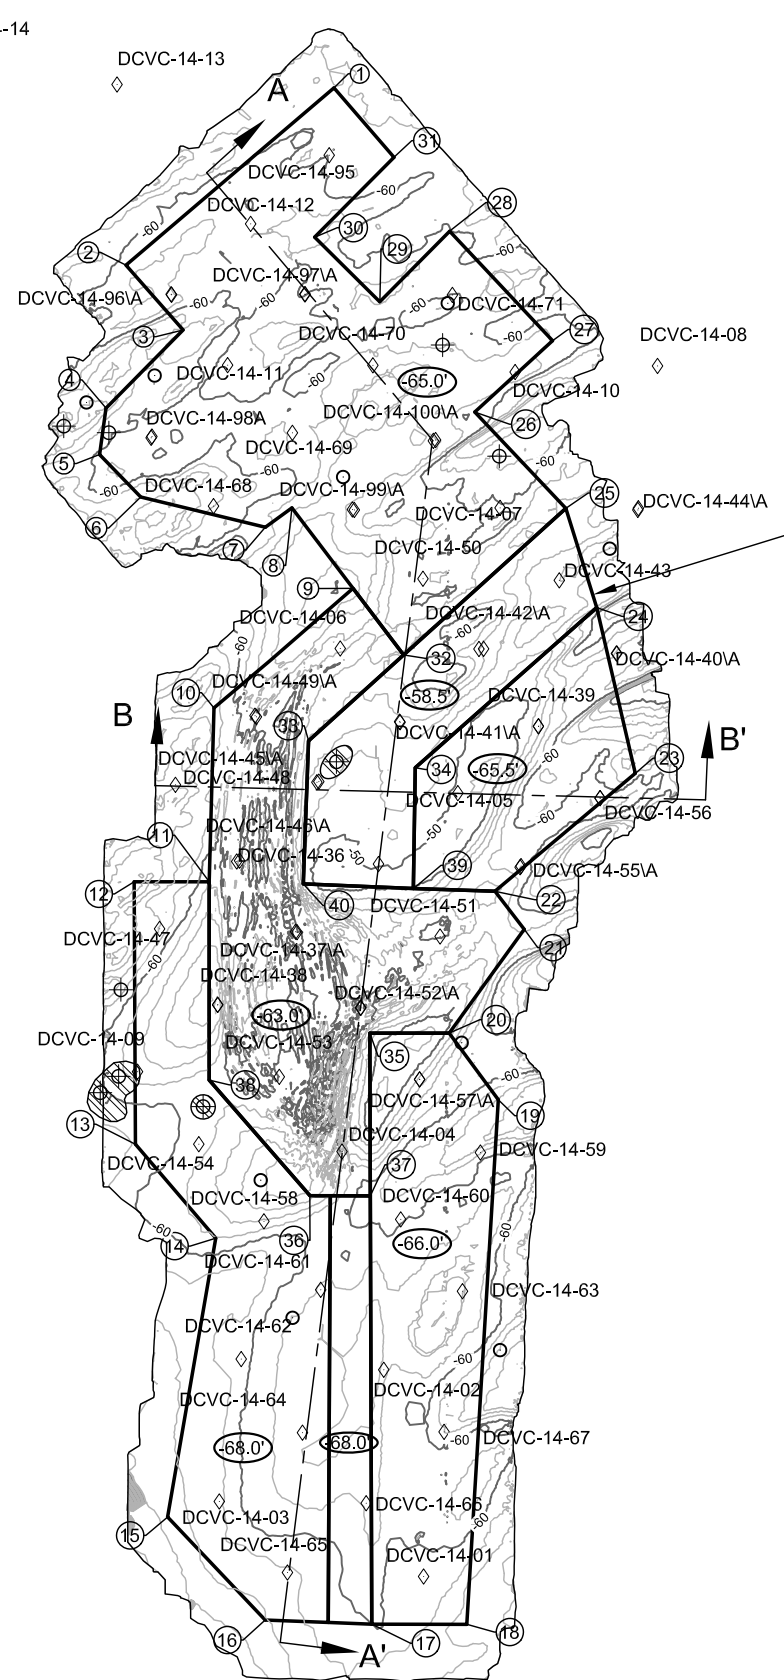 -14
DCVC-14-13
1
A
31
DCVC-14-95
-60
28
DCVC-14-12
30
-60
2
29
-60
DCVC-14-96\A
DCVC-14-97\A
-60
-60
DCVC-14-71
3
DCVC-14-70
27
DCVC-14-08
4
DCVC-14-11
-60
-65.0'
DCVC-14-10
DCVC-14-98A
DCVC-14-100\A
26
DCVC-14-69
5
-60
DCVC-14-68
DCVC-14-99\A
25
DCVC-14-44\A
6
-60
DCVC-14-07
7
8
DCVC-14-50
DCVC-14-43
9
DCVC-14-06
DCVC-14-42\A
24
-60
-60
32
DCVC-14-40\A
10
DCVC-14-49\A
-58.5'
DCVC-14-39
B
33
DCVC-14-41\A
-60
B'
DCVC-14-45\A
34
-65.5'
23
DCVC-14-48
DCVC-14-05
DCVC-14-56
11
DCVC-14-46\A
-60
-50
DCVC-14-36
-50
39
DCVC-14-55\A
12
40
DCVC-14-51
22
DCVC-14-47
DCVC-14-37\A
21
-60
DCVC-14-38
DCVC-14-52\A
-63.0'
20
DCVC-14-09
DCVC-14-53
35
-60
38
DCVC-14-57\A
19
13
DCVC-14-04
DCVC-14-54
37
DCVC-14-59
DCVC-14-58
DCVC-14-60
-60
14
36
-66.0'
-60
DCVC-14-61
DCVC-14-63
DCVC-14-62
-60
DCVC-14-64
DCVC-14-02
-68.0'
-68.0'
-60
DCVC-14-67
DCVC-14-03
DCVC-14-66
15
-60
DCVC-14-65
DCVC-14-01
16
17
18
A'